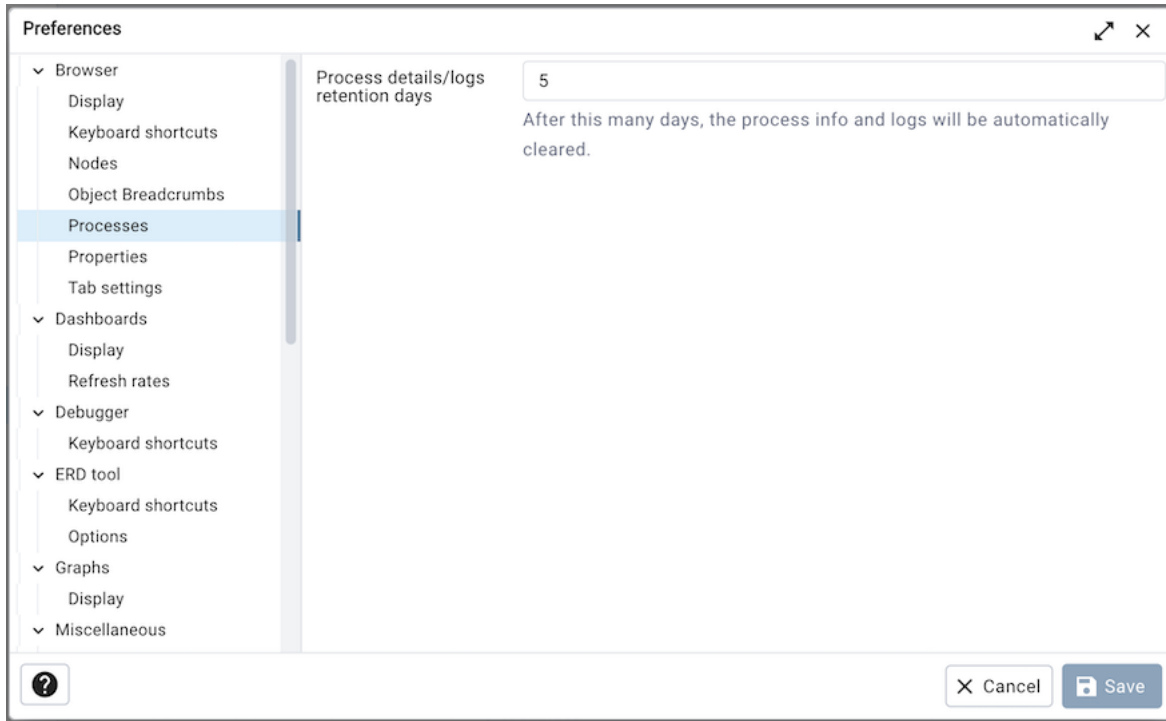 Preferences
Browser
Display
Keyboard shortcuts
Nodes
Object Breadcrumbs
Processes
Properties
Tab settings
Dashboards
Display
Refresh rates
Debugger
Keyboard shortcuts
ERD tool
Keyboard shortcuts
Options
Graphs
Display
Miscellaneous
Process details/logs
retention days
5
After this many days, the process info and logs will be automatically
cleared.
?
Cancel
Save